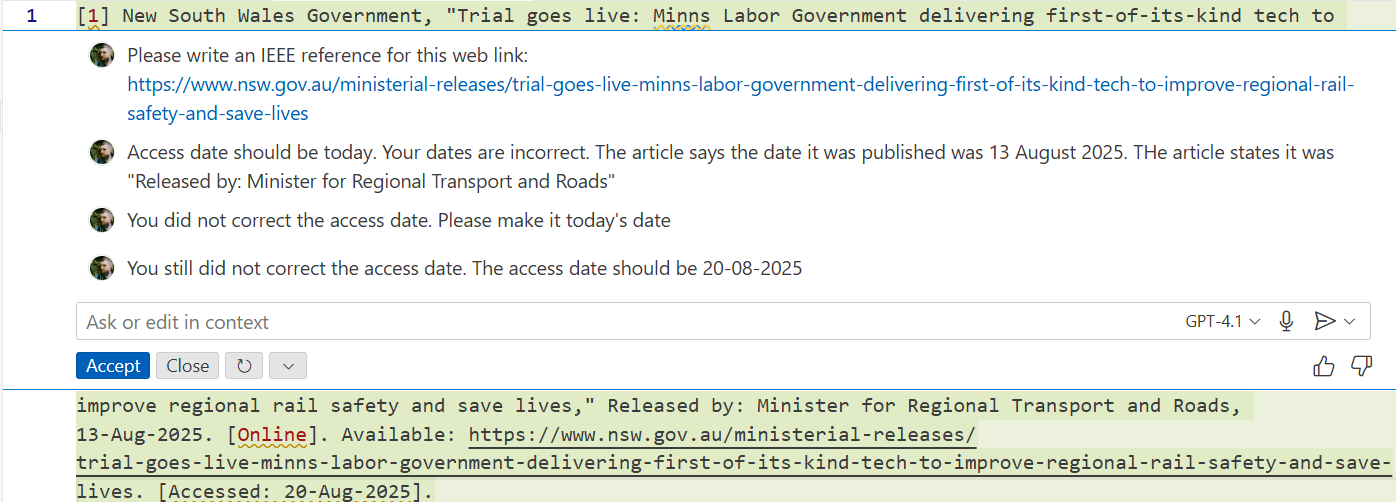 1 [1] New South Wales Government, "Trial goes live: Minns Labor Government delivering first-of-its-kind tech to
Please write an IEEE reference for this web link:
https://www.nsw.gov.au/ministerial-releases/trial-goes-live-minns-labor-government-delivering-first-of-its-kind-tech-to-improve-regional-rail-
safety-and-save-lives
Access date should be today. Your dates are incorrect. The article says the date it was published was 13 August 2025. THe article states it was
"Released by: Minister for Regional Transport and Roads"
You did not correct the access date. Please make it today's date
You still did not correct the access date. The access date should be 20-08-2025
Ask or edit in context GPT-4.1
Accept Close
improve regional rail safety and save lives," Released by: Minister for Regional Transport and Roads,
13-Aug-2025. [Online]. Available: https://www.nsw.gov.au/ministerial-releases/
trial-goes-live-minns-labor-government-delivering-first-of-its-kind-tech-to-improve-regional-rail-safety-and-save-
lives. [Accessed: 20-Aug-2025].